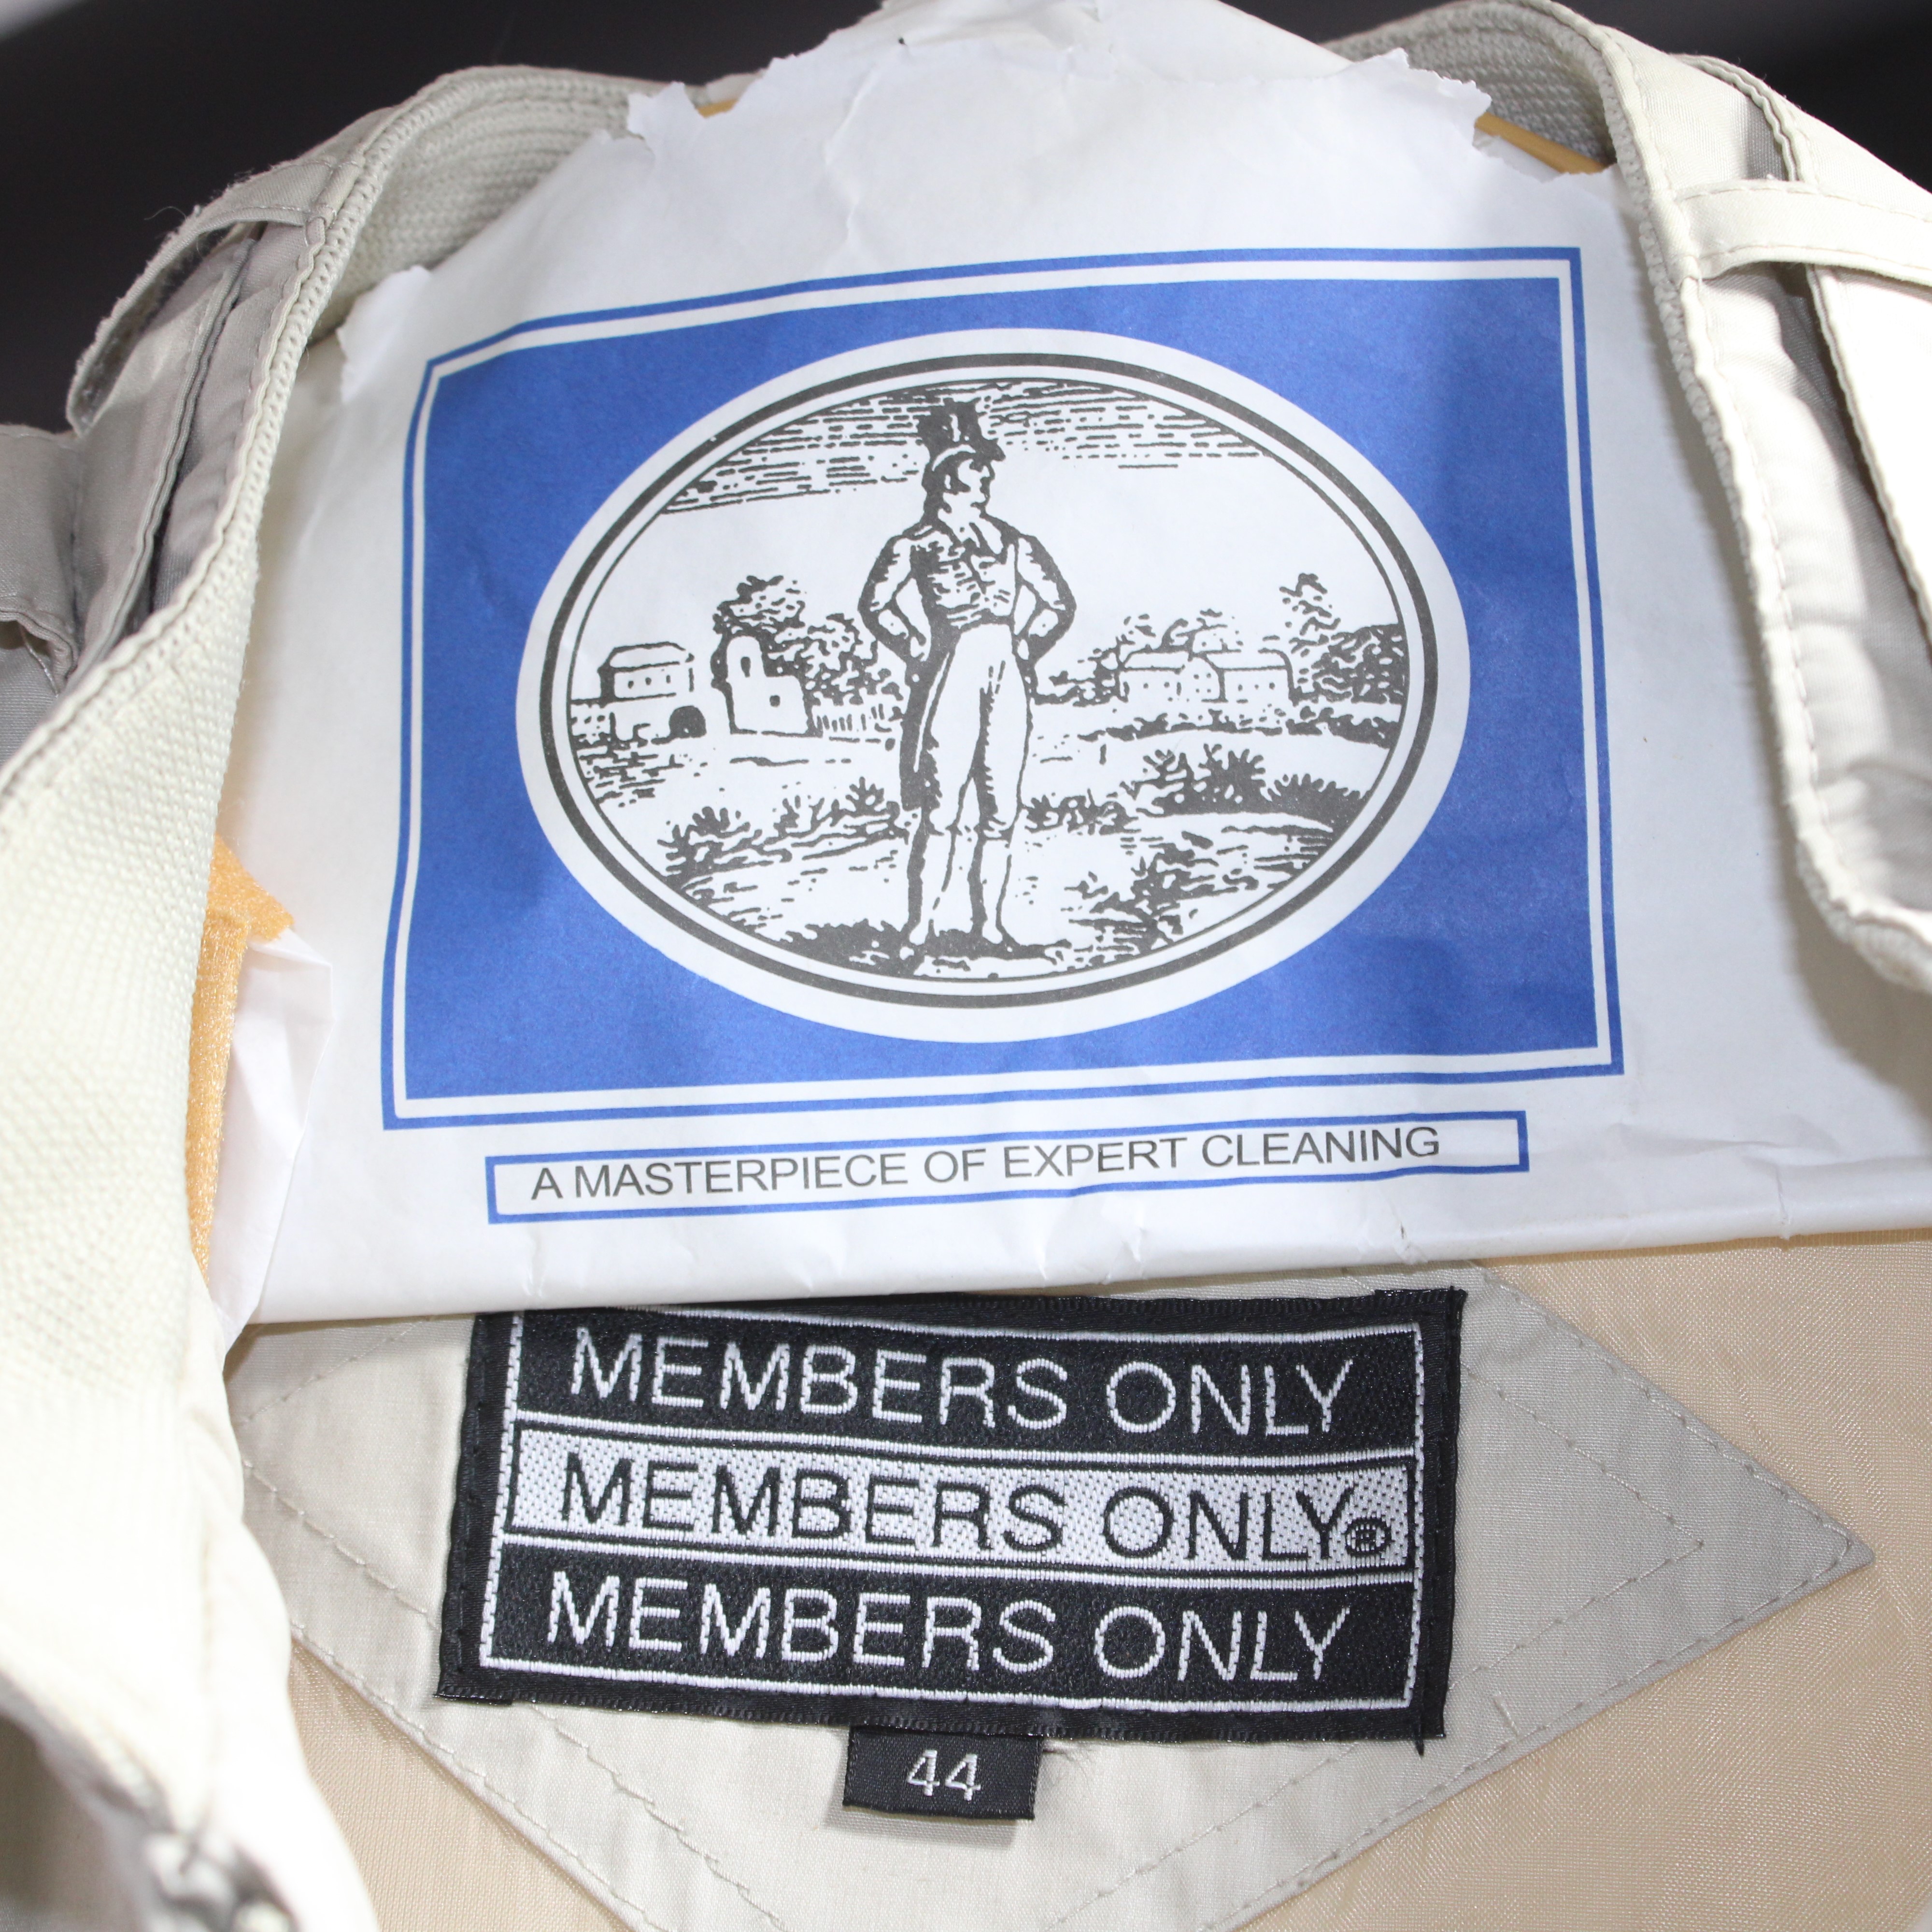 A MASTERPIECE OF EXPERT CLEANING
MEMBERS ONLY
MEMBERS ONLY®
MEMBERS ONLY
44